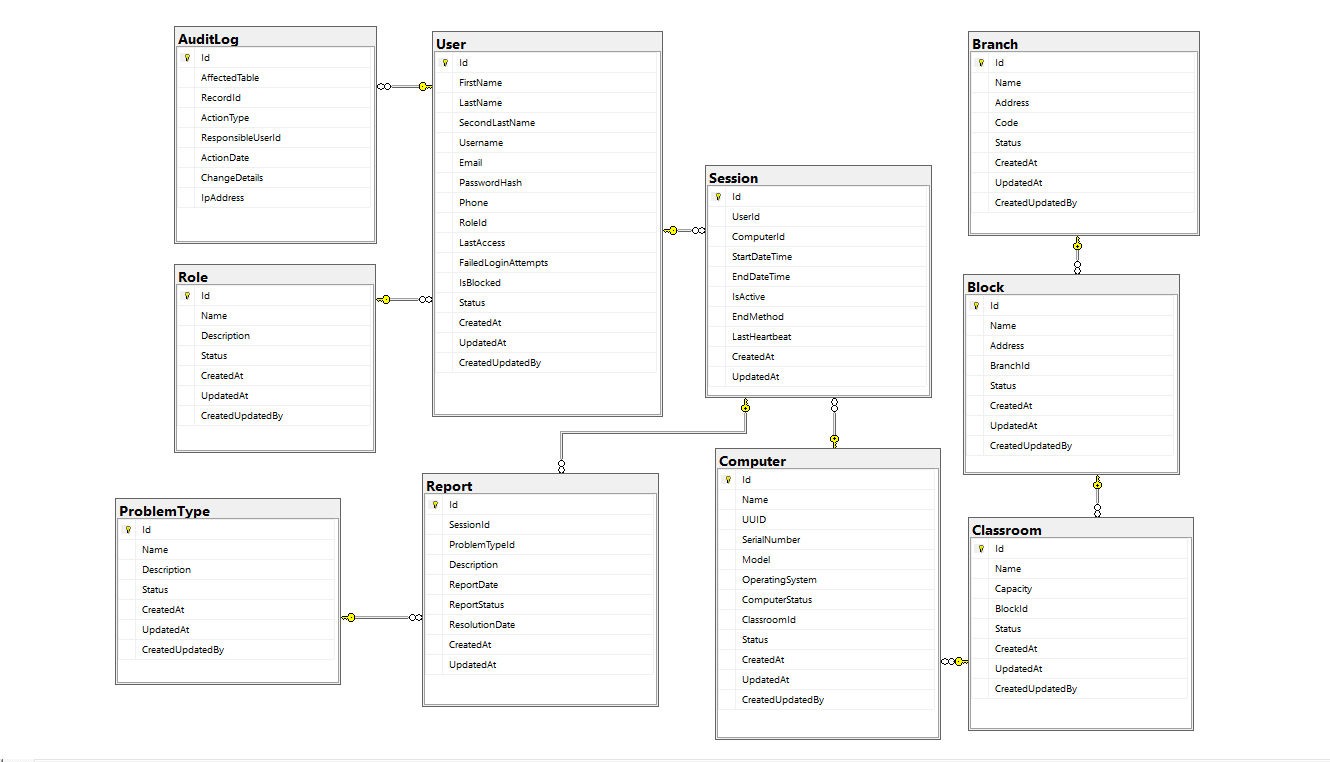 AuditLog
Id
AffectedTable
RecordId
ActionType
ResponsibleUserId
ActionDate
ChangeDetails
IpAddress
User
Id
FirstName
LastName
SecondLastName
Username
Email
PasswordHash
Phone
RoleId
LastAccess
FailedLoginAttempts
IsBlocked
Status
CreatedAt
UpdatedAt
CreatedUpdatedBy
Branch
Id
Name
Address
Code
Status
CreatedAt
UpdatedAt
CreatedUpdatedBy
Session
Id
UserId
ComputerId
StartDateTime
EndDateTime
IsActive
EndMethod
LastHeartbeat
CreatedAt
UpdatedAt
Role
Id
Name
Description
Status
CreatedAt
UpdatedAt
CreatedUpdatedBy
Block
Id
Name
Address
BranchId
Status
CreatedAt
UpdatedAt
CreatedUpdatedBy
Computer
Id
Name
UUID
SerialNumber
Model
OperatingSystem
ComputerStatus
ClassroomId
Status
CreatedAt
UpdatedAt
CreatedUpdatedBy
Report
Id
SessionId
ProblemTypeId
Description
ReportDate
ReportStatus
ResolutionDate
CreatedAt
UpdatedAt
ProblemType
Id
Name
Description
Status
CreatedAt
UpdatedAt
CreatedUpdatedBy
Classroom
Id
Name
Capacity
BlockId
Status
CreatedAt
UpdatedAt
CreatedUpdatedBy